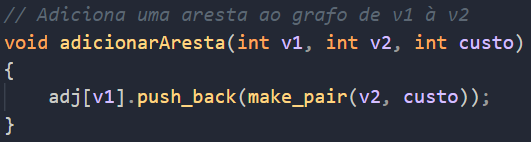 // Adiciona uma aresta ao grafo de v1 à v2
void adicionarAresta(int v1, int v2, int custo)
{
    adj[v1].push_back(make_pair(v2, custo));
}